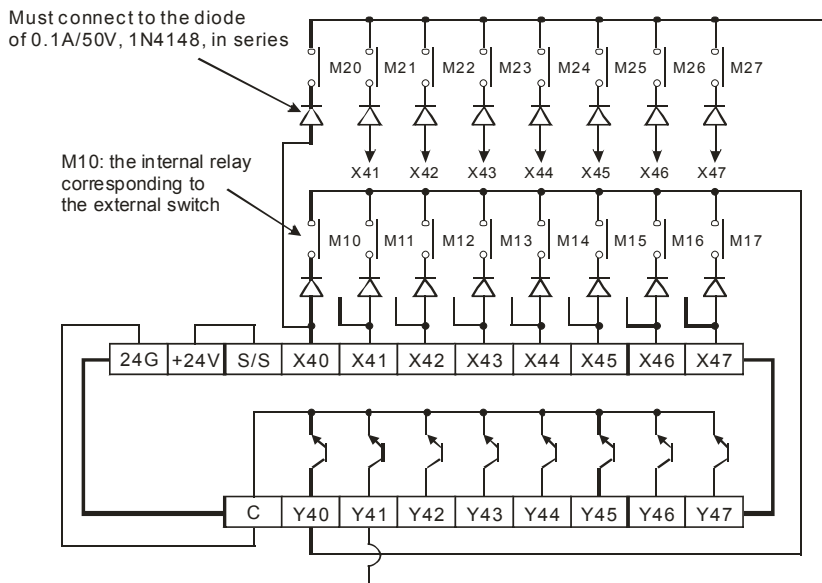 Must connect to the diode
of 0.1A/50V, 1N4148, in series
M20 M21 M22 M23 M24 M25 M26 M27
X41 X42 X43 X44 X45 X46 X47
M10: the internal relay
corresponding to
the external switch
M10 M11 M12 M13 M14 M15 M16 M17
24G +24V S/S X40 X41 X42 X43 X44 X45 X46 X47
C Y40 Y41 Y42 Y43 Y44 Y45 Y46 Y47